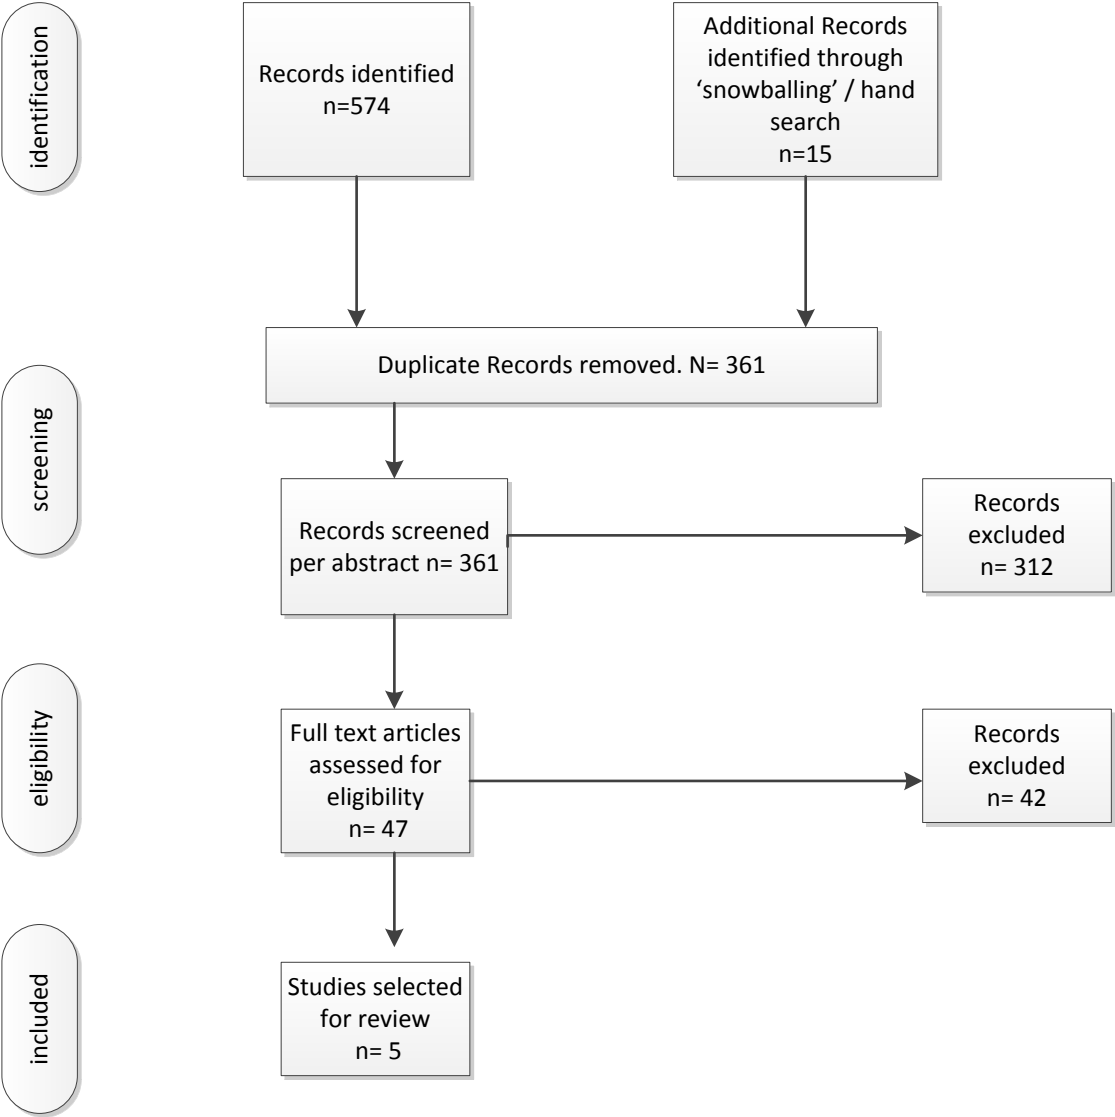 identification
Records identified
n=574
Additional Records
identified through
‘snowballing’ / hand
search
n=15
Duplicate Records removed. N= 361
screening
Records screened
per abstract n= 361
Records
excluded
n= 312
eligibility
Full text articles
assessed for
eligibility
n= 47
Records
excluded
n= 42
included
Studies selected
for review
n= 5